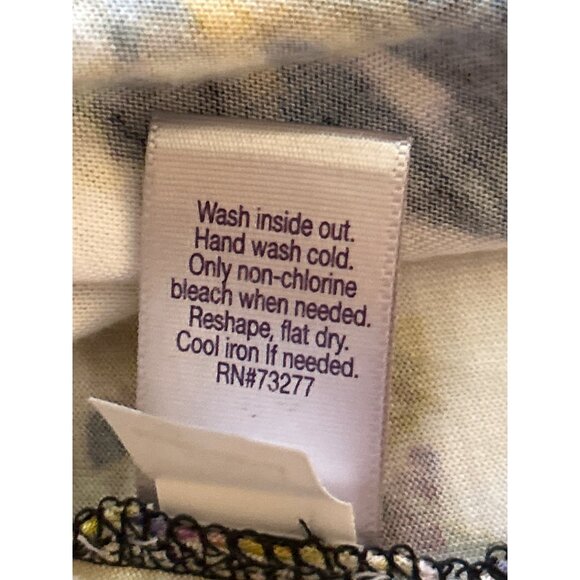 Wash inside out.
Hand wash cold.
Only non-chlorine
bleach when needed.
Reshape, flat dry.
Cool iron If needed.
RN#73277